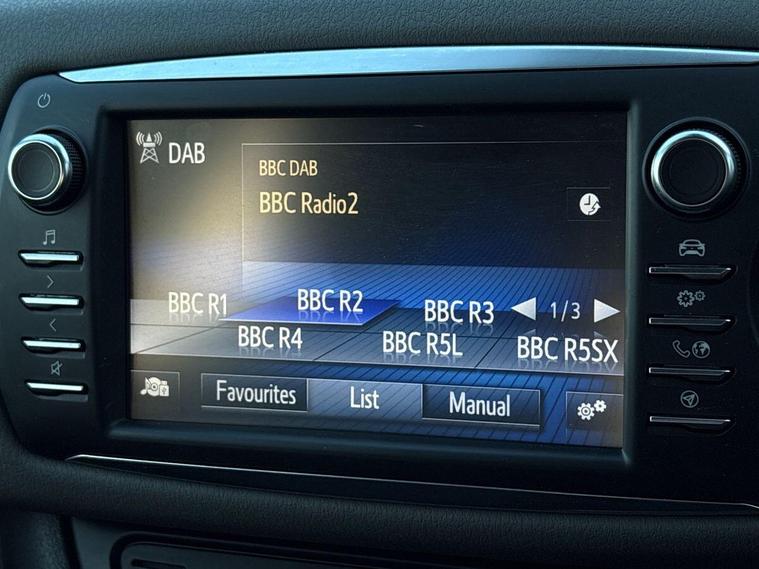 DAB
BBC DAB
BBC Radio2
BBC R1 BBC R2 BBC R3 1/3
BBC R4 BBC R5L BBC R5SX
Favourites List Manual